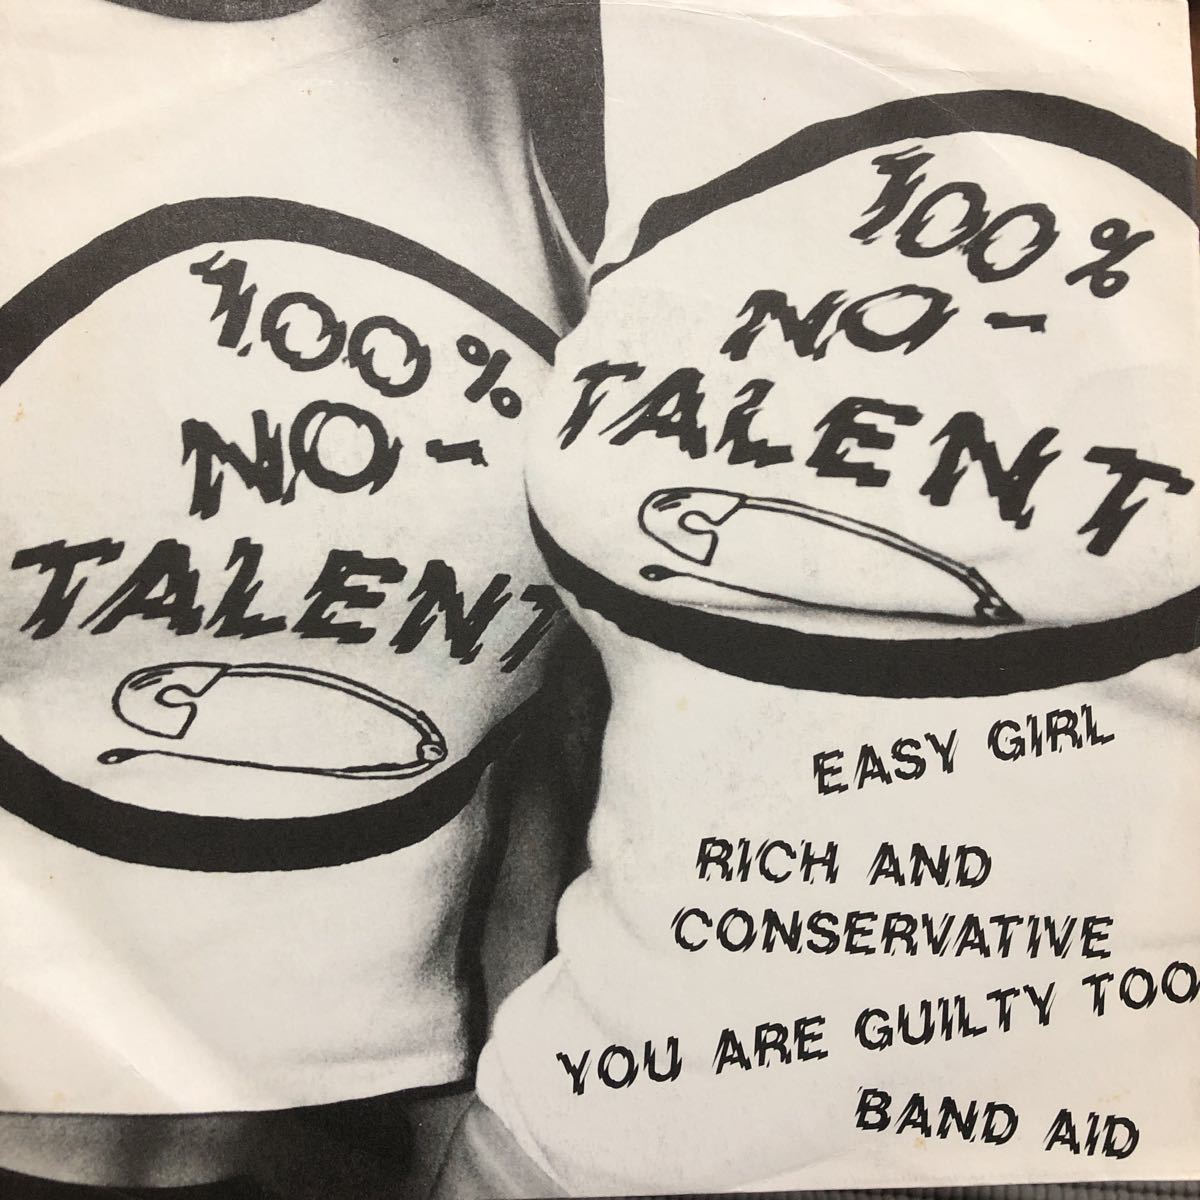 100%
NO-
TALENT
100%
NO-
TALENT
EASY GIRL
RICH AND
CONSERVATIVE
YOU ARE GUILTY TOO
BAND AID